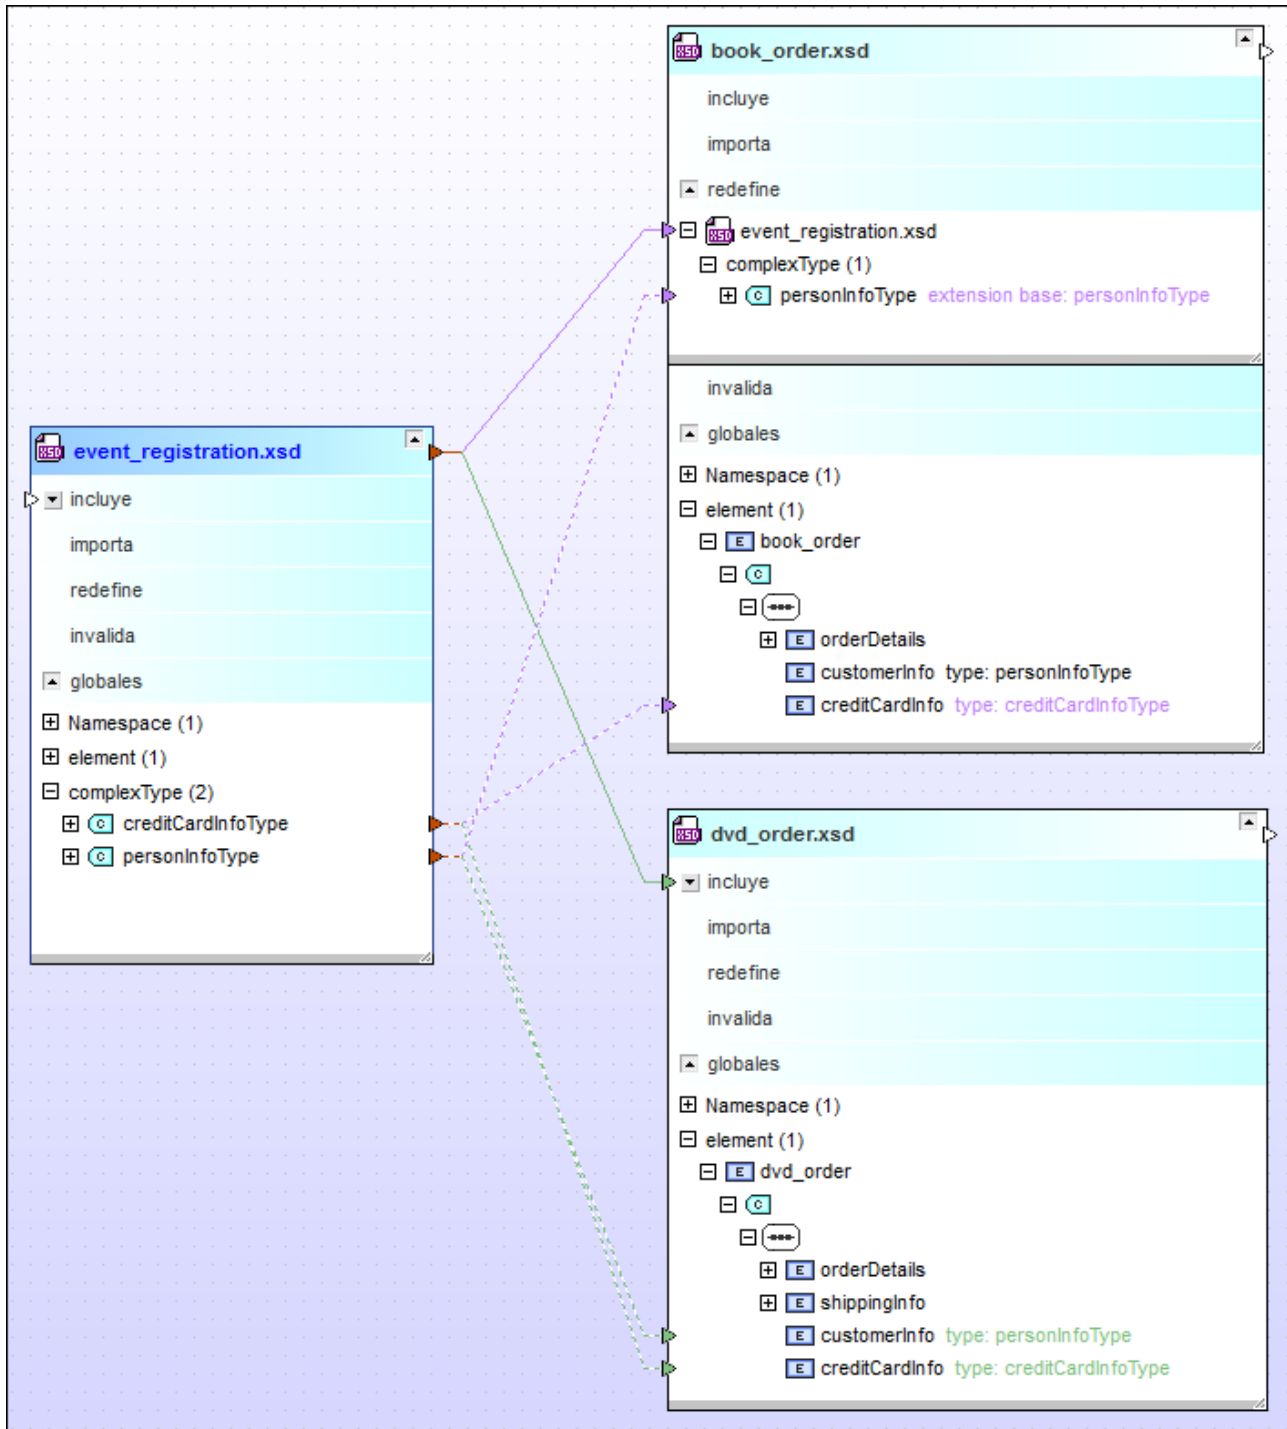 book_order.xsd
incluye
importa
redefine
event_registration.xsd
complexType (1)
personInfoType extension base: personInfoType
invalida
globales
Namespace (1)
element (1)
book_order
orderDetails
customerInfo type: personInfoType
creditCardInfo type: creditCardInfoType
event_registration.xsd
incluye
importa
redefine
invalida
globales
Namespace (1)
element (1)
complexType (2)
creditCardInfoType
personInfoType
dvd_order.xsd
incluye
importa
redefine
invalida
globales
Namespace (1)
element (1)
dvd_order
orderDetails
shippingInfo
customerInfo type: personInfoType
creditCardInfo type: creditCardInfoType